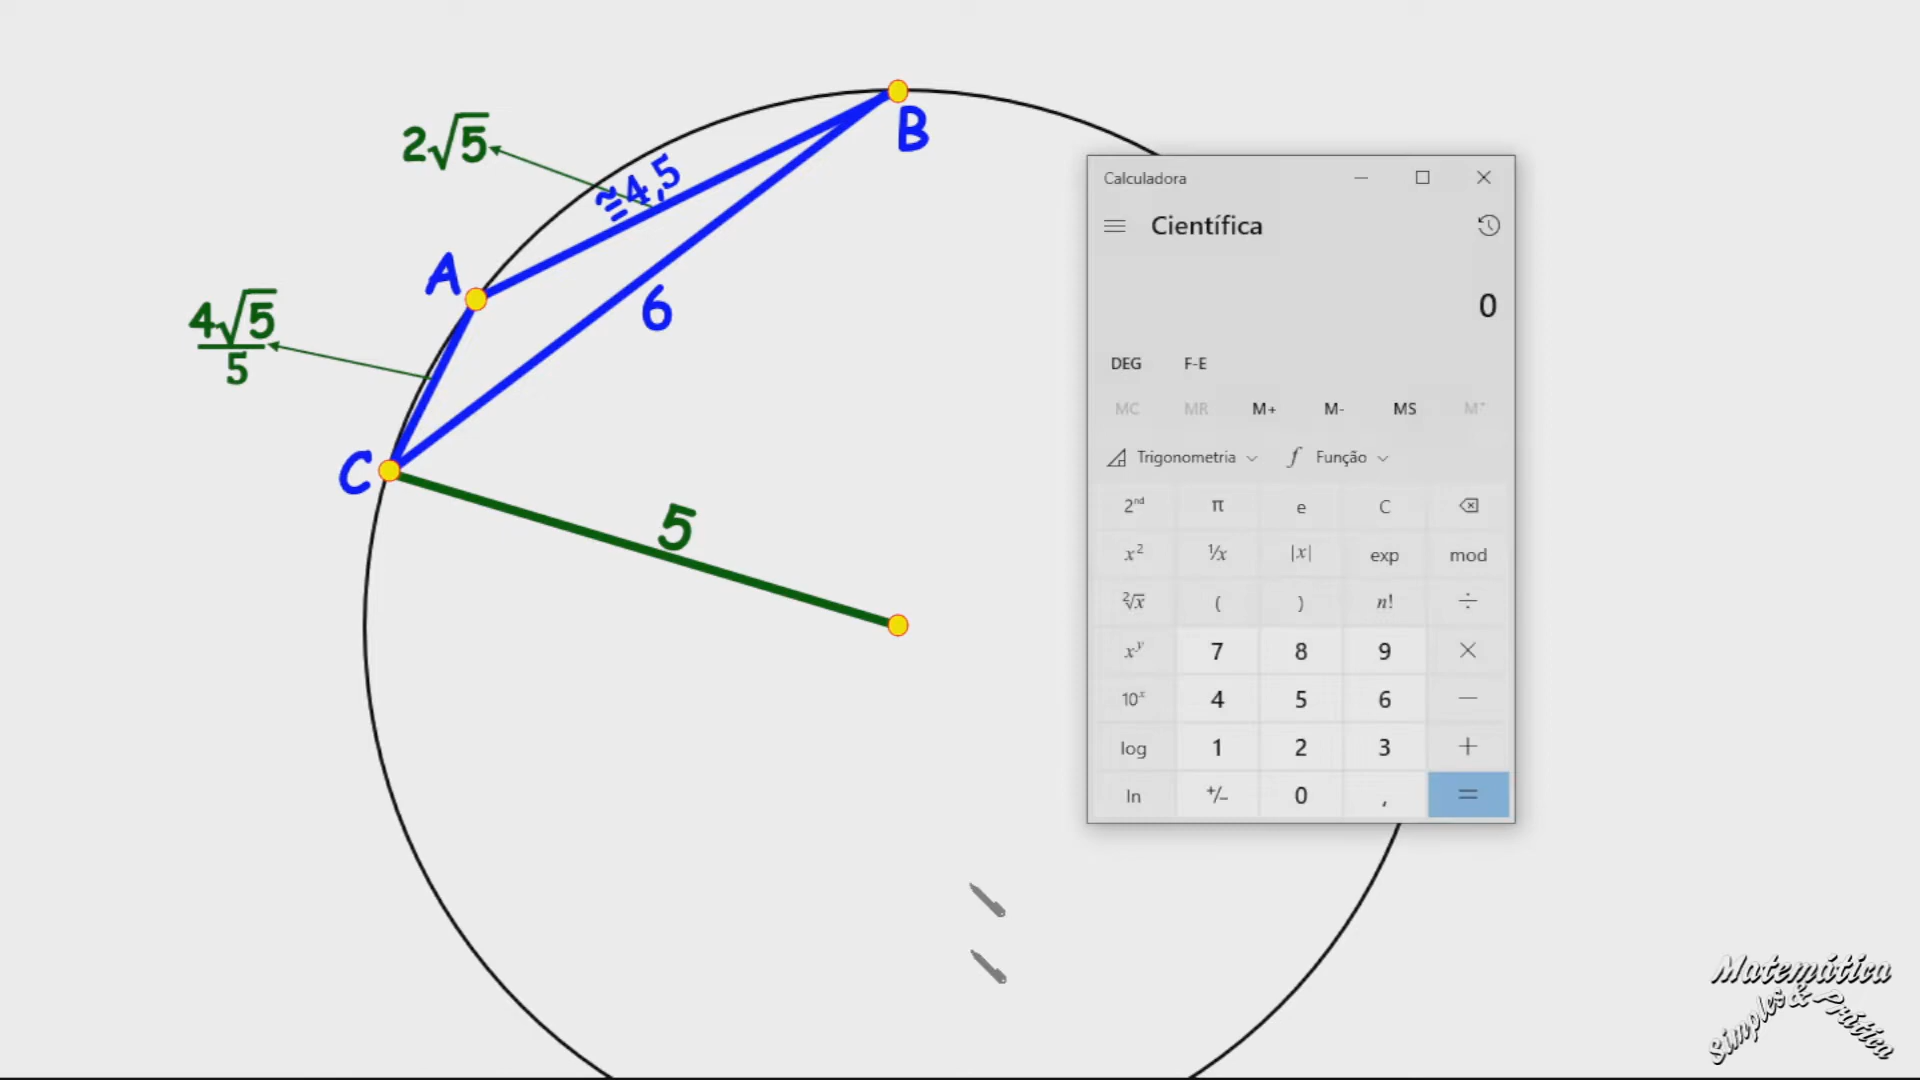 2√5
≅4,5
B
A
6
4√5
5
C
5
Calculadora
Científica
0
DEG F-E
MC MR M+ M- MS M˅
Trigonometria f Função
2ⁿᵈ π e C
x² ¹/x |x| exp mod
²√x ( ) n! ÷
xʸ 7 8 9 ×
10ˣ 4 5 6 −
log 1 2 3 +
ln +/− 0 , =
Matemática
Simples & Prática